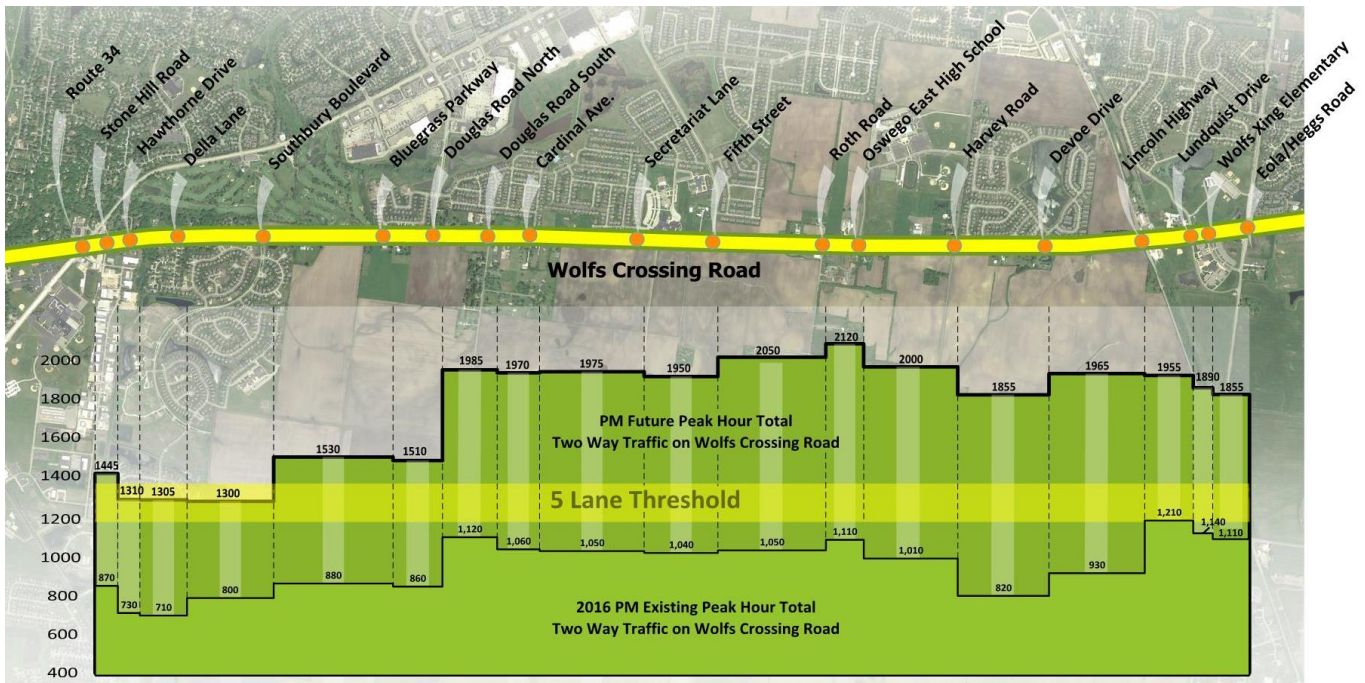 Route 34
Stone Hill Road
Hawthorne Drive
Della Lane
Southbury Boulevard
Bluegrass Parkway
Douglas Road North
Douglas Road South
Cardinal Ave.
Secretariat Lane
Fifth Street
Roth Road
Oswego East High School
Harvey Road
Devoe Drive
Lincoln Highway
Lundquist Drive
Wolfs Xing Elementary
Eola/Heggs Road
Wolfs Crossing Road
2000
1800
1600
1400
1200
1000
800
600
400
1445
1310
1305
1300
1530
1510
1985
1970
1975
1950
2050
2120
2000
1855
1965
1955
1890
1855
PM Future Peak Hour Total
Two Way Traffic on Wolfs Crossing Road
5 Lane Threshold
870
730
710
800
880
860
1,120
1,060
1,050
1,040
1,050
1,110
1,010
820
930
1,210
1,140
1,110
2016 PM Existing Peak Hour Total
Two Way Traffic on Wolfs Crossing Road